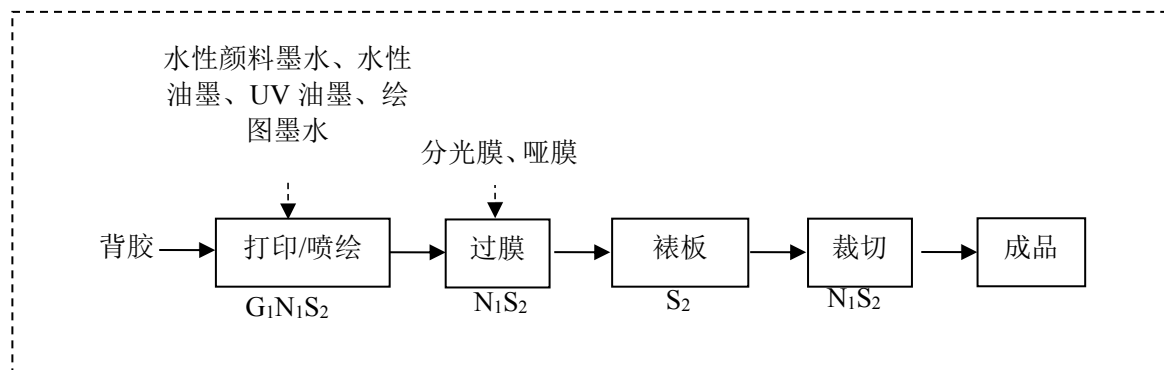 水性颜料墨水、水性
油墨、UV 油墨、绘
图墨水
分光膜、哑膜
背胶
打印/喷绘
过膜
裱板
裁切
成品
G₁N₁S₂
N₁S₂
S₂
N₁S₂